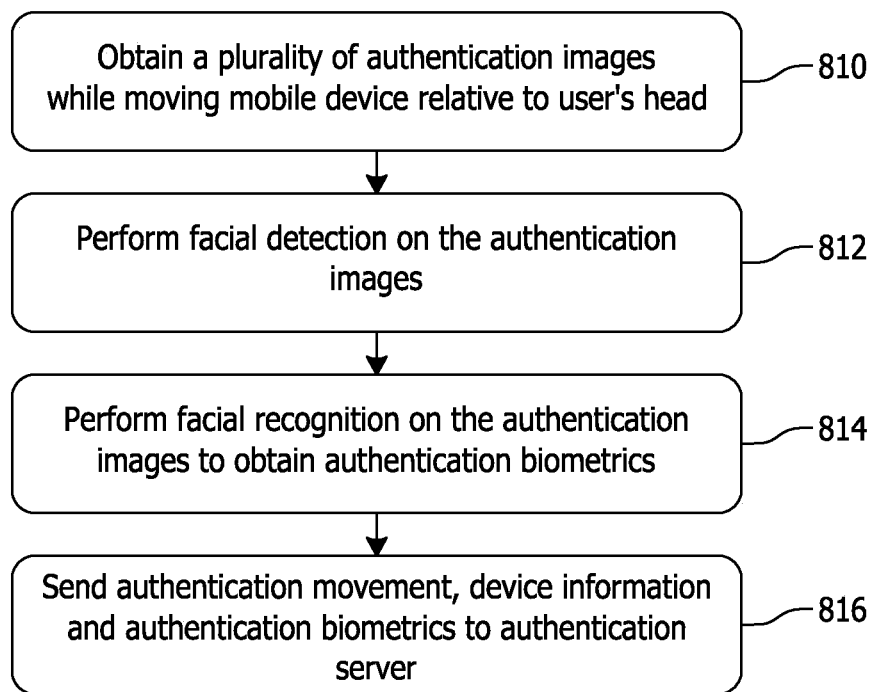 Obtain a plurality of authentication images
while moving mobile device relative to user's head
810
Perform facial detection on the authentication
images
812
Perform facial recognition on the authentication
images to obtain authentication biometrics
814
Send authentication movement, device information
and authentication biometrics to authentication
server
816